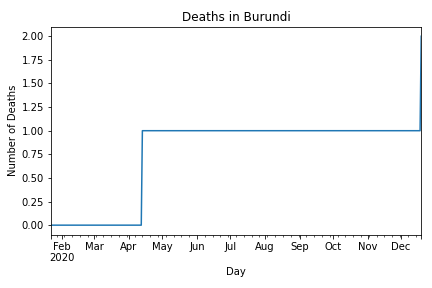 Deaths in Burundi
Number of Deaths
2.00
1.75
1.50
1.25
1.00
0.75
0.50
0.25
0.00
Feb Mar Apr May Jun Jul Aug Sep Oct Nov Dec
2020
Day